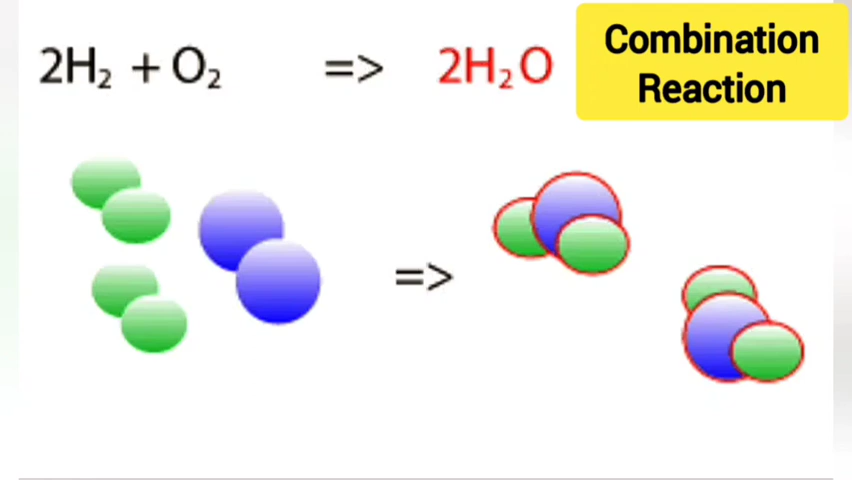 2H₂ + O₂ => 2H₂O
Combination
Reaction
=>